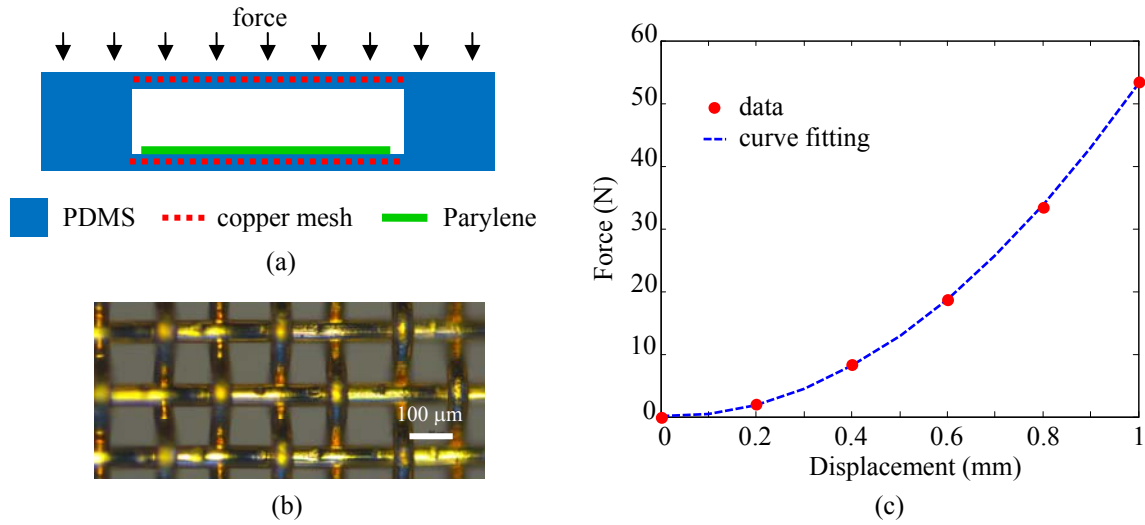 (a)
force
PDMS
copper mesh
Parylene
(a)
100 μm
(b)
(c)
60
50
40
30
20
10
0
Force (N)
data
curve fitting
0
0.2
0.4
0.6
0.8
1
Displacement (mm)
(c)